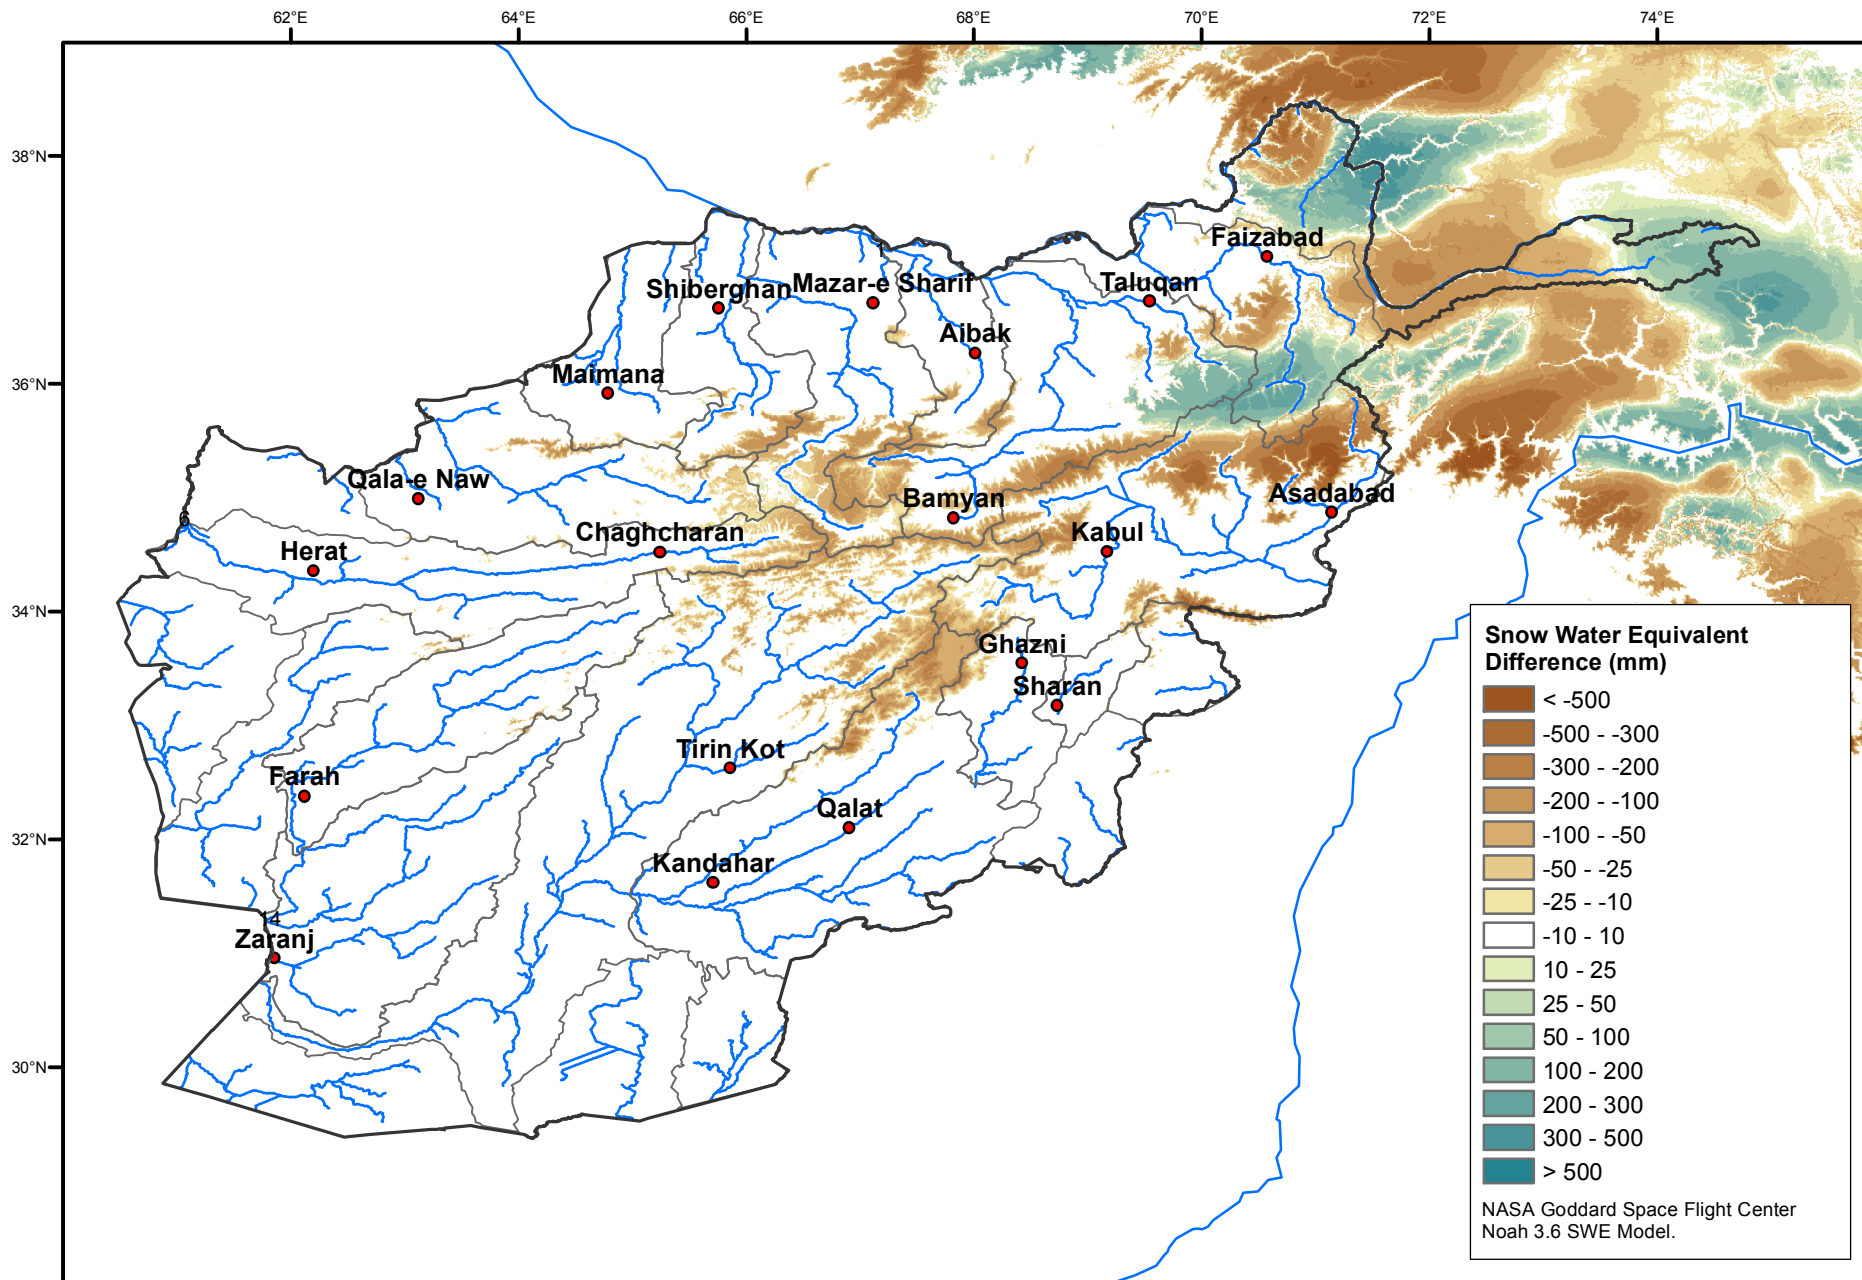 62°E 64°E 66°E 68°E 70°E 72°E 74°E
38°N
36°N
34°N
32°N
30°N
Faizabad
Shiberghan
Mazar-e Sharif
Taluqan
Aibak
Maimana
Qala-e Naw
Bamyan
Asadabad
6
Chaghcharan
Kabul
Herat
Ghazni
Sharan
Tirin Kot
Farah
Qalat
Kandahar
14
Zaranj
Snow Water Equivalent
Difference (mm)
< -500
-500 - -300
-300 - -200
-200 - -100
-100 - -50
-50 - -25
-25 - -10
-10 - 10
10 - 25
25 - 50
50 - 100
100 - 200
200 - 300
300 - 500
> 500
NASA Goddard Space Flight Center
Noah 3.6 SWE Model.